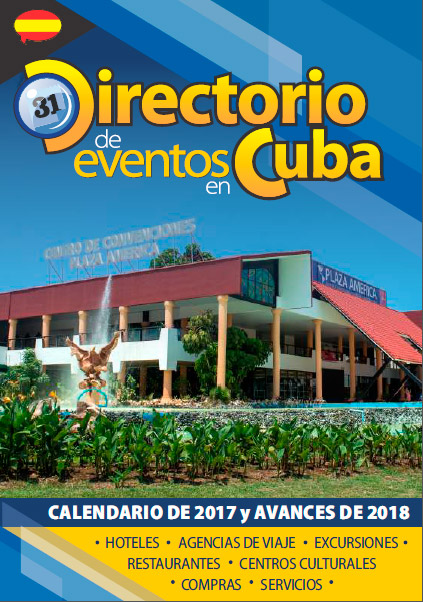 31
Directorio
de
eventos
en
Cuba
CENTRO DE CONVENCIONES
PLAZA AMERICA
PLAZA AMERICA
CALENDARIO DE 2017 y AVANCES DE 2018
• HOTELES • AGENCIAS DE VIAJE • EXCURSIONES •
RESTAURANTES • CENTROS CULTURALES
• COMPRAS • SERVICIOS •